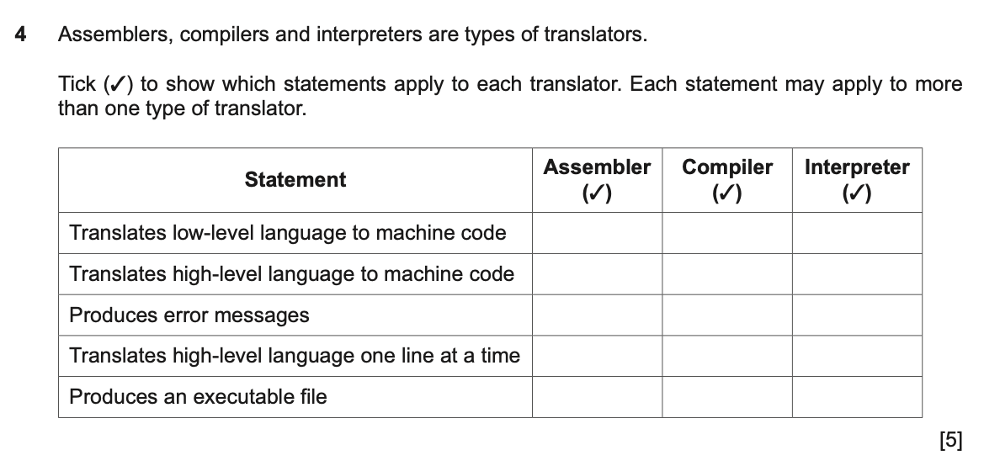 4 Assemblers, compilers and interpreters are types of translators.
Tick (✓) to show which statements apply to each translator. Each statement may apply to more
than one type of translator.
Statement Assembler (✓) Compiler (✓) Interpreter (✓)
Translates low-level language to machine code
Translates high-level language to machine code
Produces error messages
Translates high-level language one line at a time
Produces an executable file
[5]